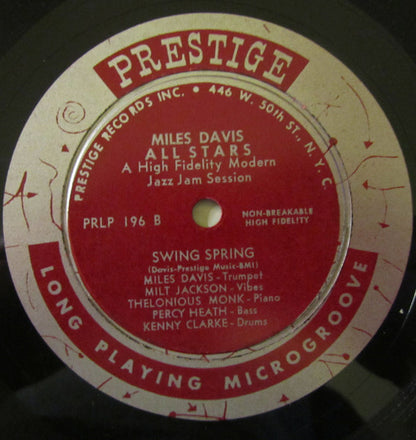 PRESTIGE
PRESTIGE RECORDS INC. • 446 W. 50th ST., N.Y.C.
MILES DAVIS
ALL STARS
A High Fidelity Modern
Jazz Jam Session
PRLP 196 B
NON-BREAKABLE
HIGH FIDELITY
SWING SPRING
(Davis-Prestige Music-BMI)
MILES DAVIS - Trumpet
MILT JACKSON - Vibes
THELONIOUS MONK - Piano
PERCY HEATH - Bass
KENNY CLARKE - Drums
LONG PLAYING MICROGROOVE